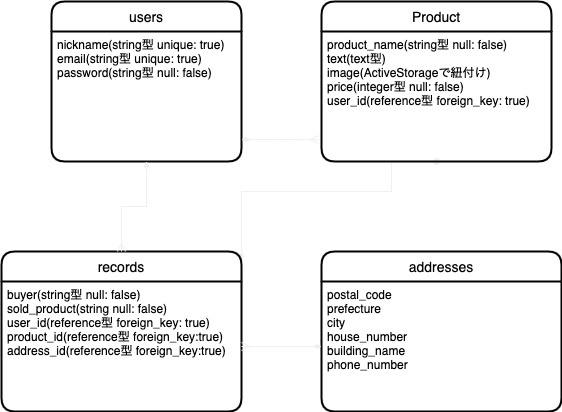 users
nickname(string型 unique: true)
email(string型 unique: true)
password(string型 null: false)
Product
product_name(string型 null: false)
text(text型)
image(ActiveStorageで紐付け)
price(integer型 null: false)
user_id(reference型 foreign_key: true)
records
buyer(string型 null: false)
sold_product(string null: false)
user_id(reference型 foreign_key: true)
product_id(reference型 foreign_key:true)
address_id(reference型 foreign_key:true)
addresses
postal_code
prefecture
city
house_number
building_name
phone_number